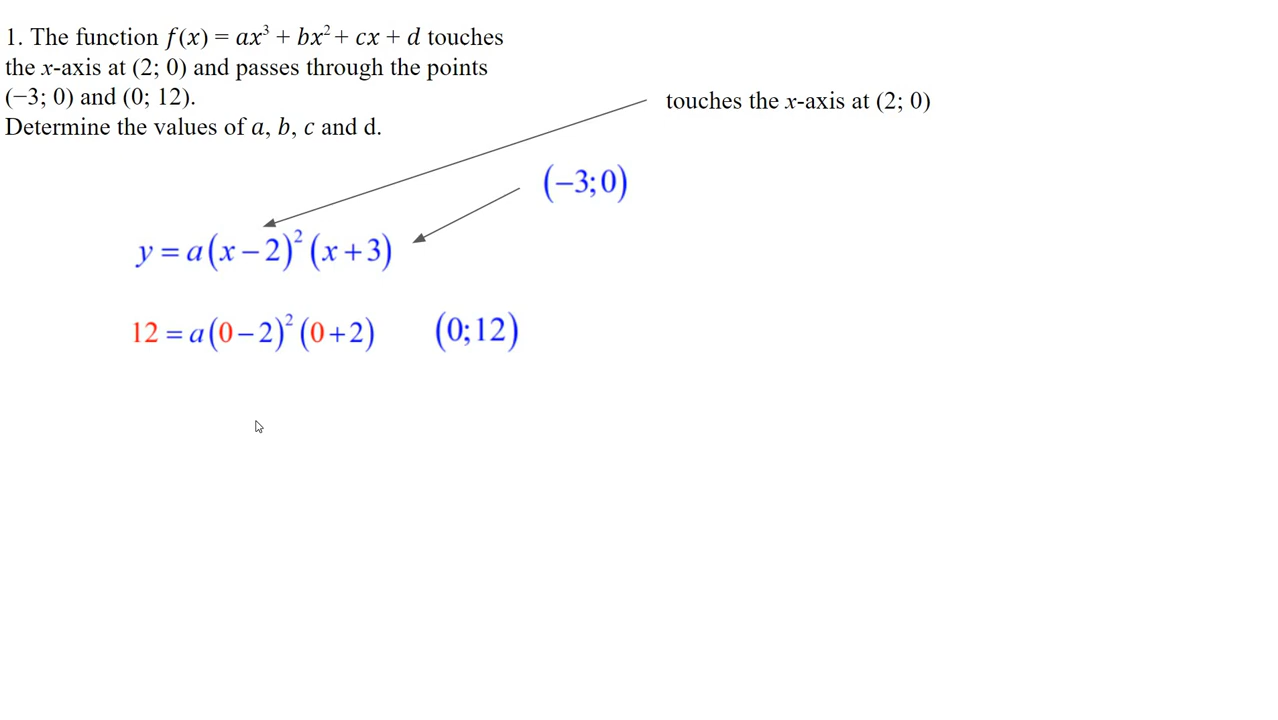 1. The function f(x) = ax³ + bx² + cx + d touches
the x-axis at (2; 0) and passes through the points
(−3; 0) and (0; 12).
Determine the values of a, b, c and d.
touches the x-axis at (2; 0)
(−3;0)
y = a(x − 2)²(x + 3)
12 = a(0 − 2)²(0 + 2) (0;12)